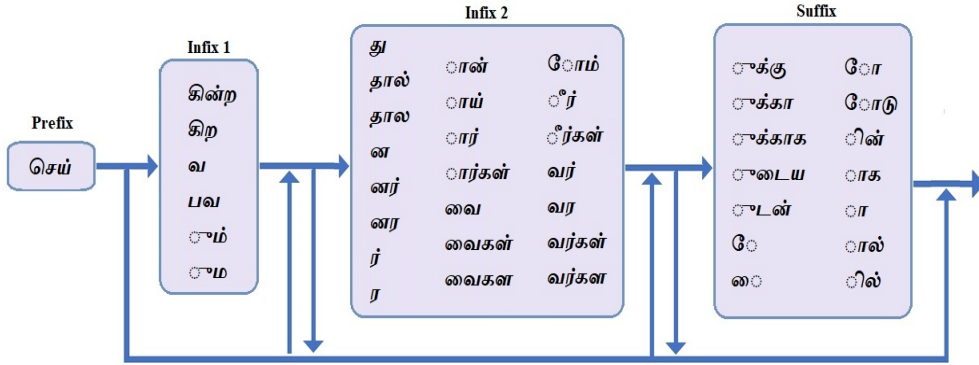 Prefix
செய்
Infix 1
கின்ற
கிற
வ
பவ
ும்
ும
Infix 2
து
தால்
தால
ன
னர்
னர
ர்
ர
ான்
ாய்
ார்
ார்கள்
வை
வைகள்
வைகள
ோம்
ீர்
ீர்கள்
வர்
வர
வர்கள்
வர்கள
Suffix
ுக்கு
ுக்கா
ுக்காக
ுடைய
ுடன்
ே
ை
ோ
ோடு
ின்
ாக
ா
ால்
ில்